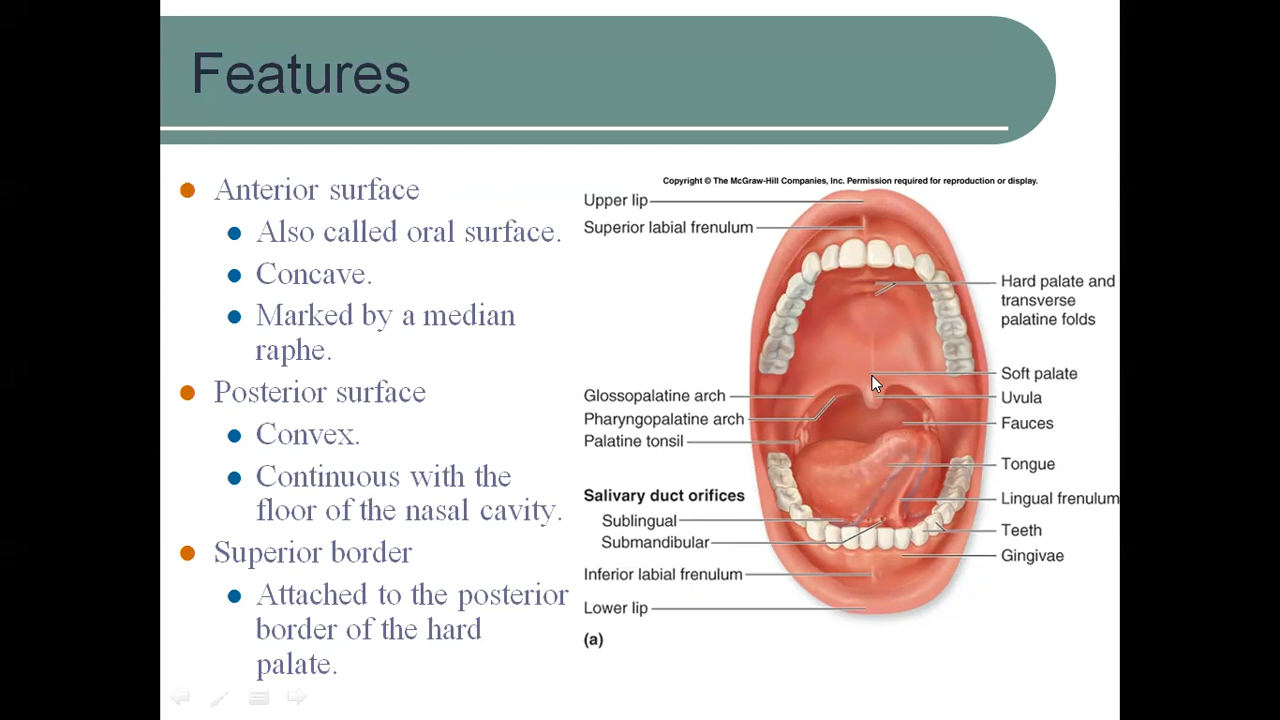 Features
Anterior surface
Also called oral surface.
Concave.
Marked by a median
raphe.
Posterior surface
Convex.
Continuous with the
floor of the nasal cavity.
Superior border
Attached to the posterior
border of the hard
palate.
Copyright © The McGraw-Hill Companies, Inc. Permission required for reproduction or display.
Upper lip
Superior labial frenulum
Glossopalatine arch
Pharyngopalatine arch
Palatine tonsil
Salivary duct orifices
Sublingual
Submandibular
Inferior labial frenulum
Lower lip
(a)
Hard palate and
transverse
palatine folds
Soft palate
Uvula
Fauces
Tongue
Lingual frenulum
Teeth
Gingivae